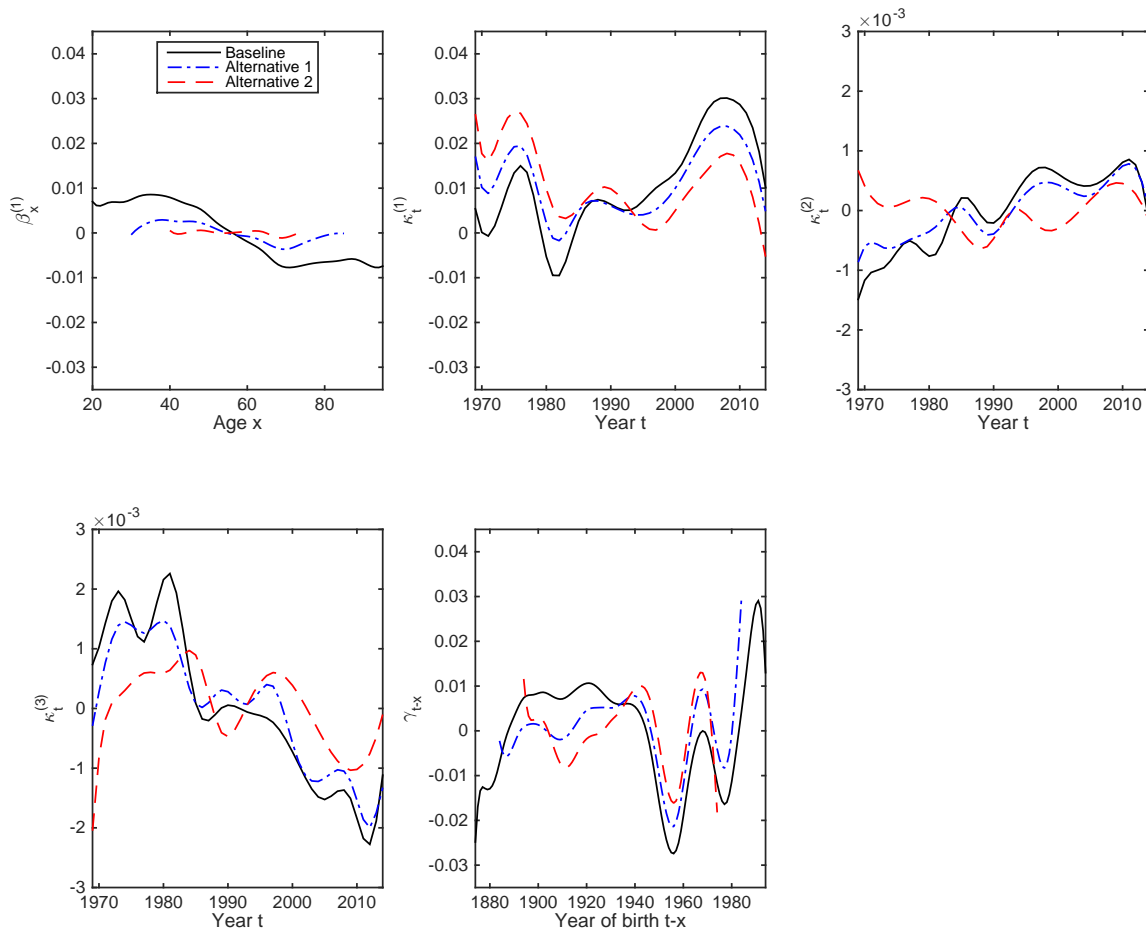 0.04
0.03
0.02
0.01
0
-0.01
-0.02
-0.03
β_x^(1)
20 40 60 80
Age x
Baseline
Alternative 1
Alternative 2
0.04
0.03
0.02
0.01
0
-0.01
-0.02
-0.03
κ_t^(1)
1970 1980 1990 2000 2010
Year t
×10^-3
3
2
1
0
-1
-2
-3
κ_t^(2)
1970 1980 1990 2000 2010
Year t
×10^-3
3
2
1
0
-1
-2
-3
κ_t^(3)
1970 1980 1990 2000 2010
Year t
0.04
0.03
0.02
0.01
0
-0.01
-0.02
-0.03
γ_t-x
1880 1900 1920 1940 1960 1980
Year of birth t-x